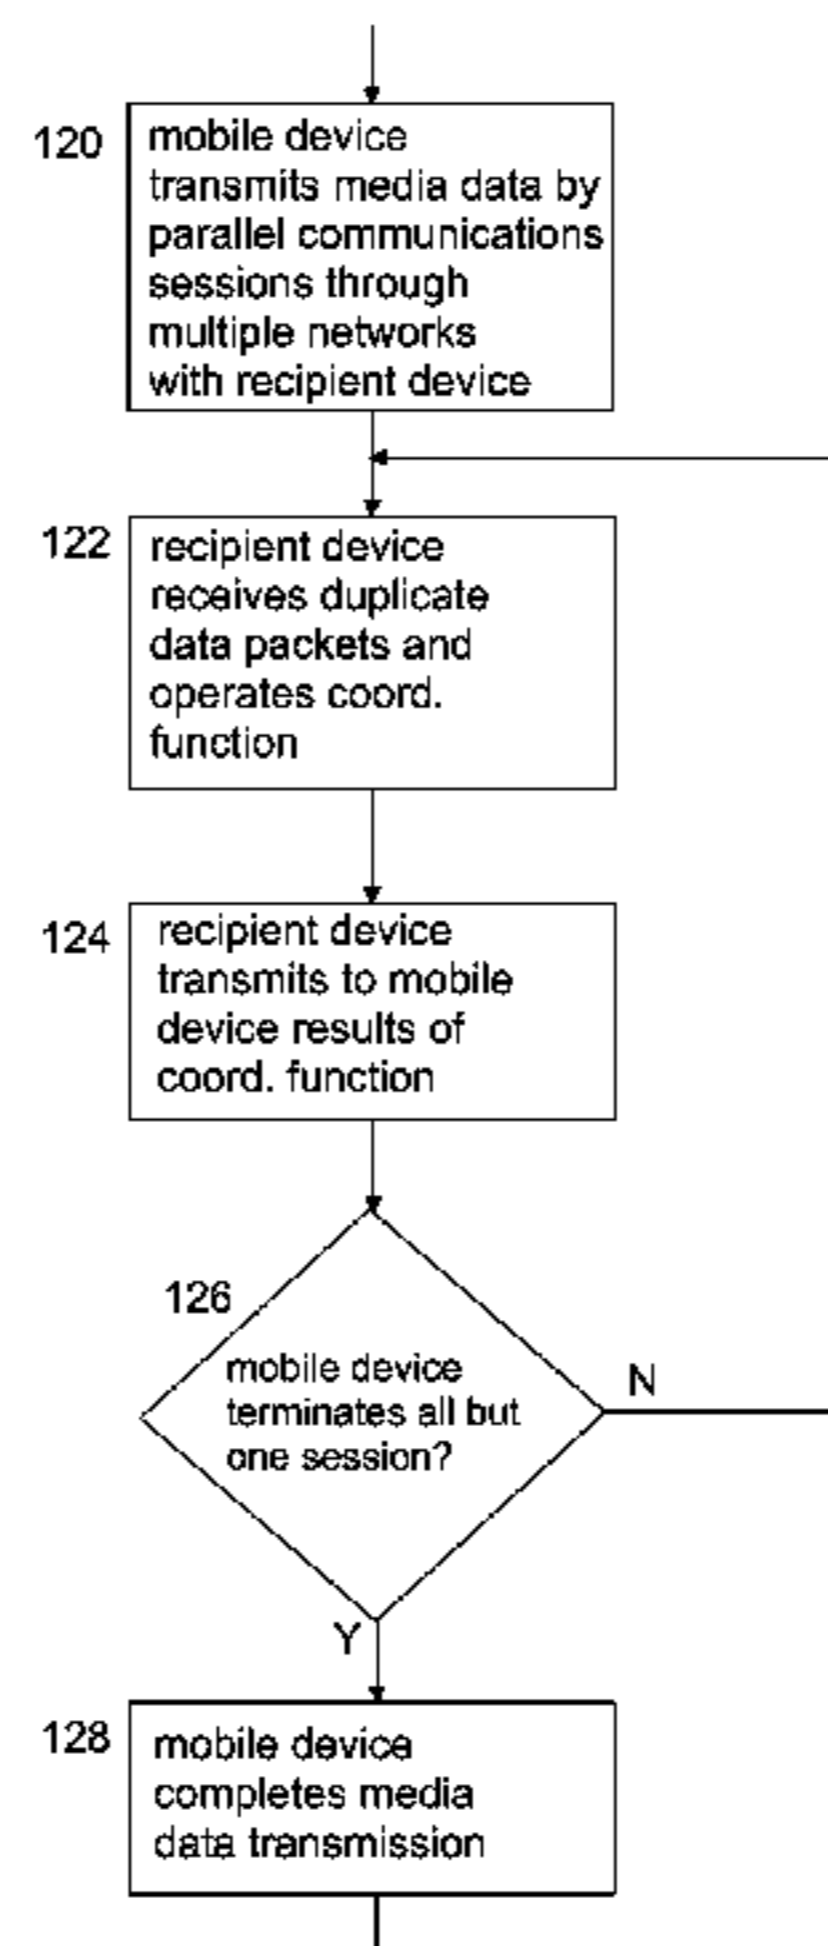 120
mobile device
transmits media data by
parallel communications
sessions through
multiple networks
with recipient device
122
recipient device
receives duplicate
data packets and
operates coord.
function
124
recipient device
transmits to mobile
device results of
coord. function
126
mobile device
terminates all but
one session?
N
Y
128
mobile device
completes media
data transmission